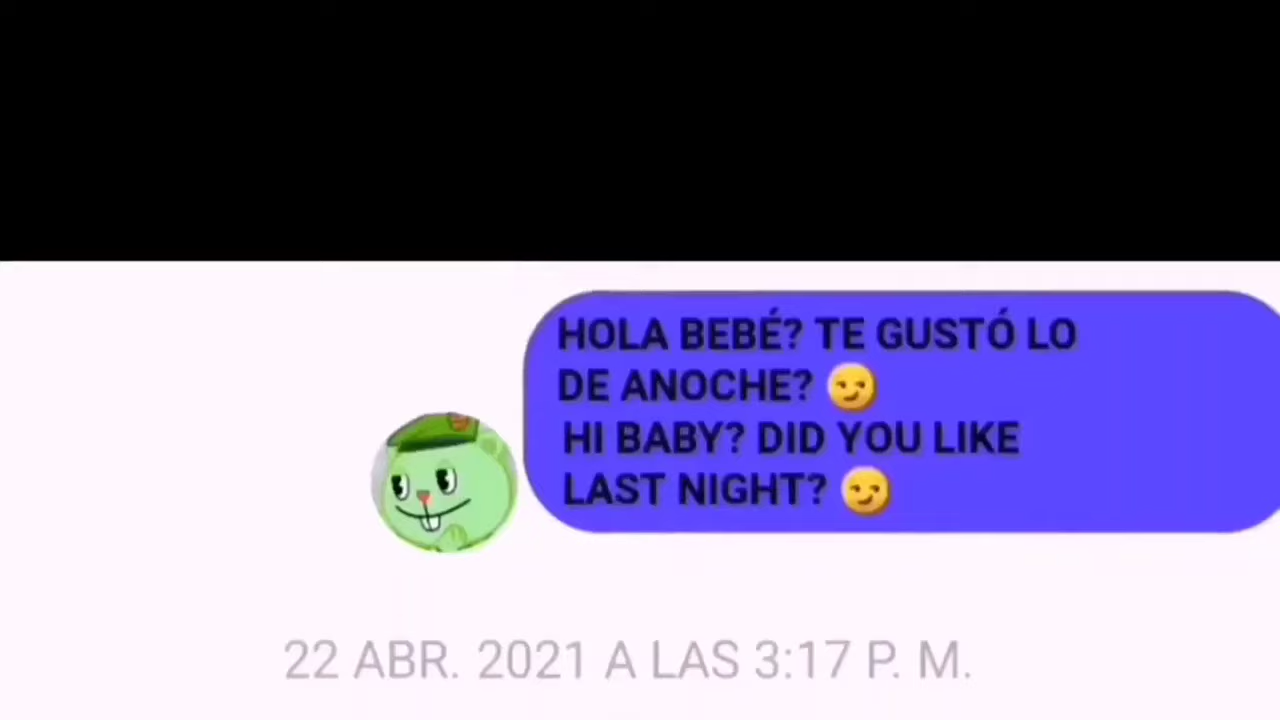 HOLA BEBÉ? TE GUSTÓ LO
DE ANOCHE? 😏
HI BABY? DID YOU LIKE
LAST NIGHT? 😏
22 ABR. 2021 A LAS 3:17 P. M.